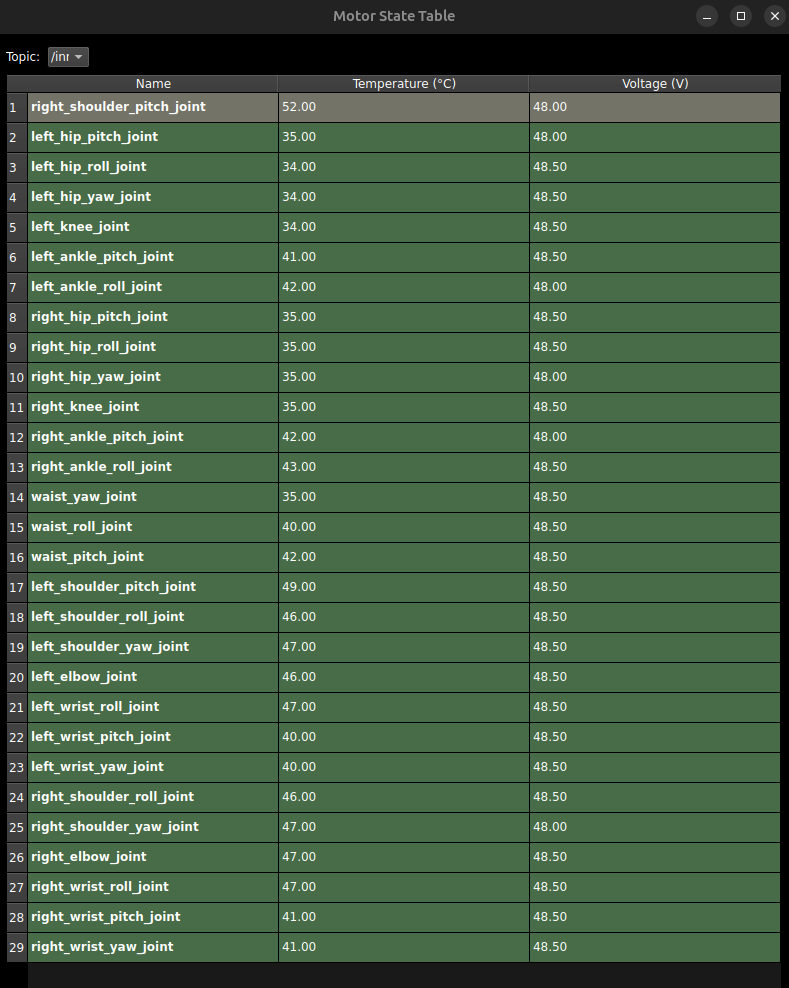 Motor State Table
Topic: /inr
Name Temperature (°C) Voltage (V)
1 right_shoulder_pitch_joint 52.00 48.00
2 left_hip_pitch_joint 35.00 48.00
3 left_hip_roll_joint 34.00 48.50
4 left_hip_yaw_joint 34.00 48.50
5 left_knee_joint 34.00 48.50
6 left_ankle_pitch_joint 41.00 48.50
7 left_ankle_roll_joint 42.00 48.00
8 right_hip_pitch_joint 35.00 48.50
9 right_hip_roll_joint 35.00 48.50
10 right_hip_yaw_joint 35.00 48.00
11 right_knee_joint 35.00 48.50
12 right_ankle_pitch_joint 42.00 48.00
13 right_ankle_roll_joint 43.00 48.50
14 waist_yaw_joint 35.00 48.50
15 waist_roll_joint 40.00 48.50
16 waist_pitch_joint 42.00 48.50
17 left_shoulder_pitch_joint 49.00 48.50
18 left_shoulder_roll_joint 46.00 48.50
19 left_shoulder_yaw_joint 47.00 48.50
20 left_elbow_joint 46.00 48.50
21 left_wrist_roll_joint 47.00 48.50
22 left_wrist_pitch_joint 40.00 48.50
23 left_wrist_yaw_joint 40.00 48.50
24 right_shoulder_roll_joint 46.00 48.50
25 right_shoulder_yaw_joint 47.00 48.00
26 right_elbow_joint 47.00 48.50
27 right_wrist_roll_joint 47.00 48.50
28 right_wrist_pitch_joint 41.00 48.50
29 right_wrist_yaw_joint 41.00 48.50